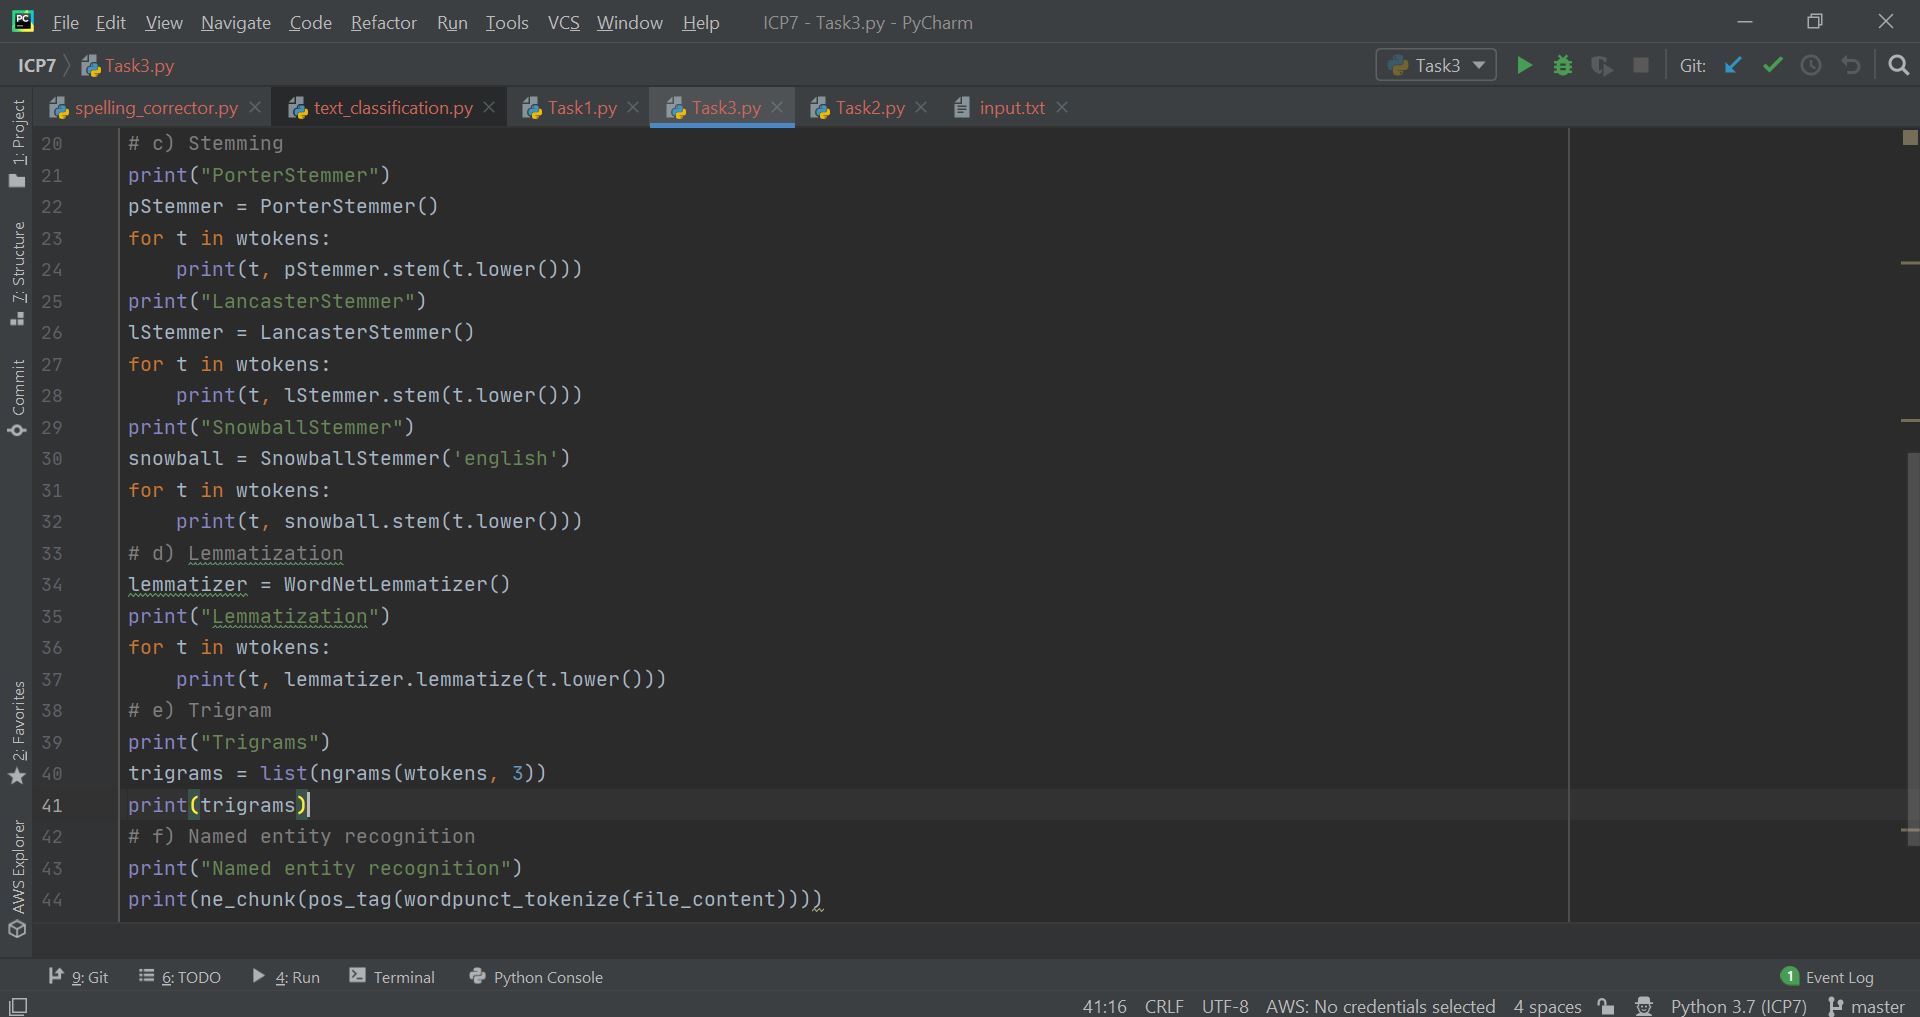 PC File Edit View Navigate Code Refactor Run Tools VCS Window Help ICP7 - Task3.py - PyCharm
ICP7 Task3.py Task3 Git:
spelling_corrector.py text_classification.py Task1.py Task3.py Task2.py input.txt
1: Project
7: Structure
Commit
2: Favorites
AWS Explorer
20 # c) Stemming
21 print("PorterStemmer")
22 pStemmer = PorterStemmer()
23 for t in wtokens:
24     print(t, pStemmer.stem(t.lower()))
25 print("LancasterStemmer")
26 lStemmer = LancasterStemmer()
27 for t in wtokens:
28     print(t, lStemmer.stem(t.lower()))
29 print("SnowballStemmer")
30 snowball = SnowballStemmer('english')
31 for t in wtokens:
32     print(t, snowball.stem(t.lower()))
33 # d) Lemmatization
34 lemmatizer = WordNetLemmatizer()
35 print("Lemmatization")
36 for t in wtokens:
37     print(t, lemmatizer.lemmatize(t.lower()))
38 # e) Trigram
39 print("Trigrams")
40 trigrams = list(ngrams(wtokens, 3))
41 print(trigrams)
42 # f) Named entity recognition
43 print("Named entity recognition")
44 print(ne_chunk(pos_tag(wordpunct_tokenize(file_content))))
9: Git 6: TODO 4: Run Terminal Python Console 1 Event Log
41:16 CRLF UTF-8 AWS: No credentials selected 4 spaces Python 3.7 (ICP7) master